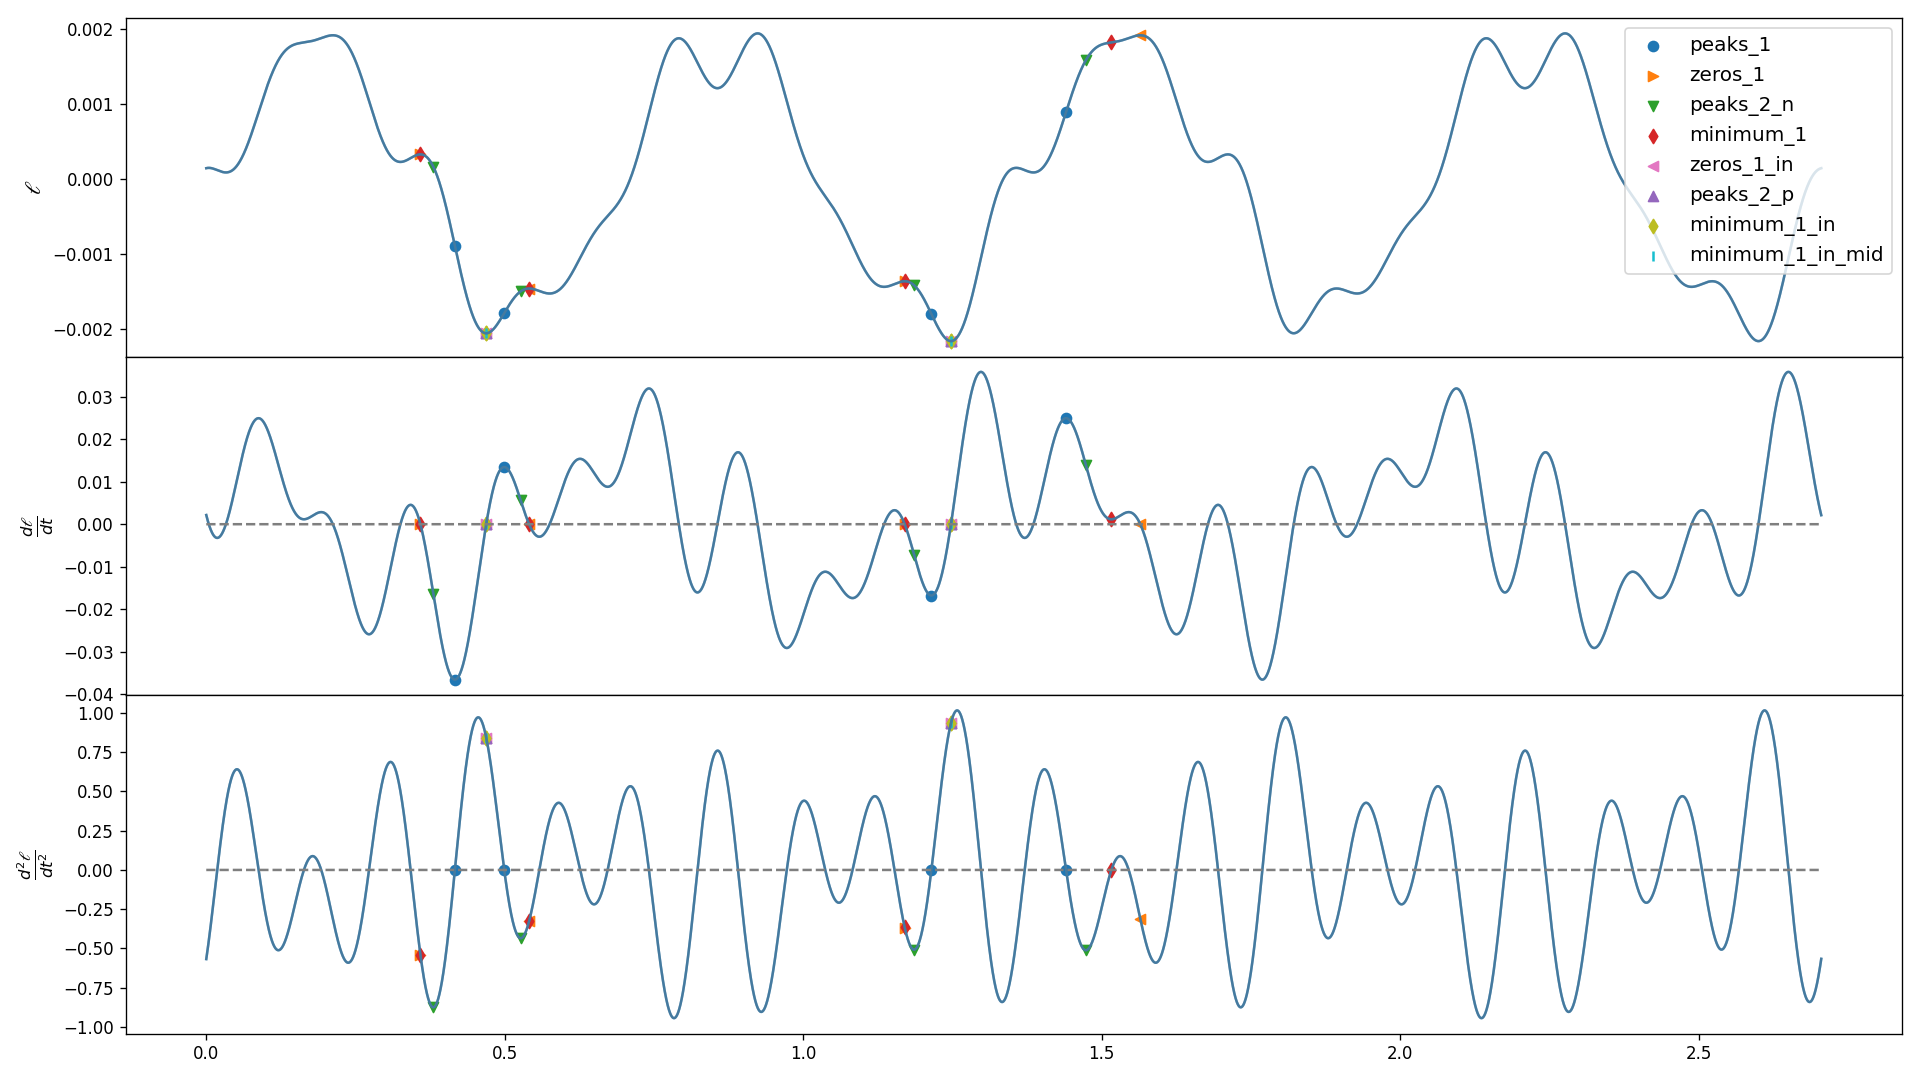 0.002
0.001
0.000
−0.001
−0.002
ℓ
peaks_1
zeros_1
peaks_2_n
minimum_1
zeros_1_in
peaks_2_p
minimum_1_in
minimum_1_in_mid
0.03
0.02
0.01
0.00
−0.01
−0.02
−0.03
−0.04
dℓ/dt
1.00
0.75
0.50
0.25
0.00
−0.25
−0.50
−0.75
−1.00
d²ℓ/dt²
0.0 0.5 1.0 1.5 2.0 2.5